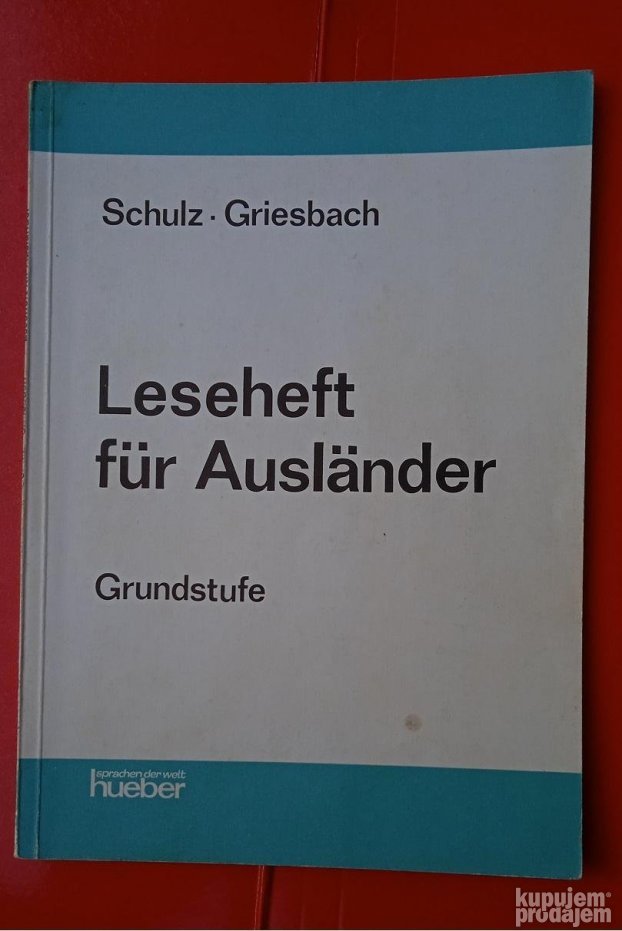 Schulz · Griesbach
Leseheft
für Ausländer
Grundstufe
sprachen der welt
hueber
kupujem
prodajem